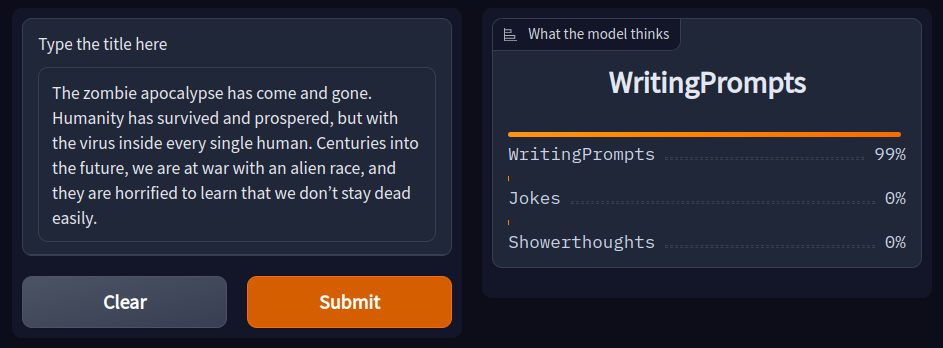 Type the title here
The zombie apocalypse has come and gone.
Humanity has survived and prospered, but with
the virus inside every single human. Centuries into
the future, we are at war with an alien race, and
they are horrified to learn that we don’t stay dead
easily.
Clear
Submit
What the model thinks
WritingPrompts
WritingPrompts 99%
Jokes 0%
Showerthoughts 0%